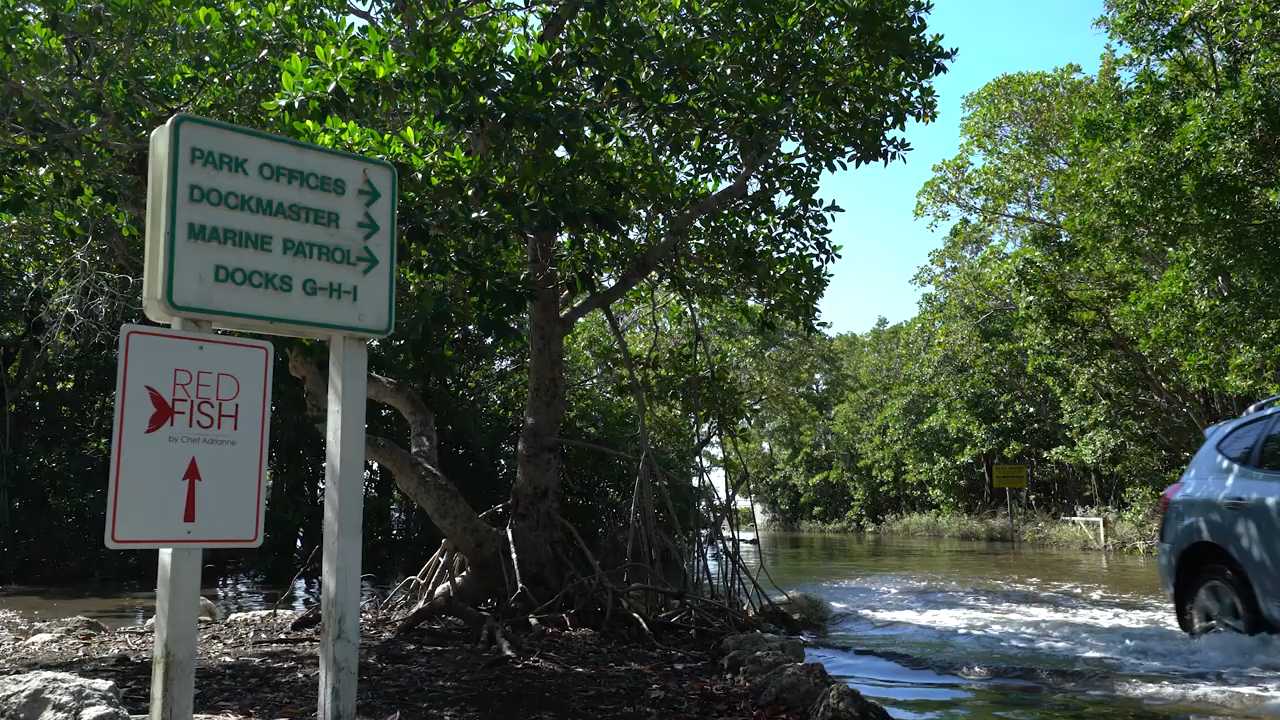 PARK OFFICES →
DOCKMASTER →
MARINE PATROL →
DOCKS G-H-I
RED
FISH
by Chef Adrianne